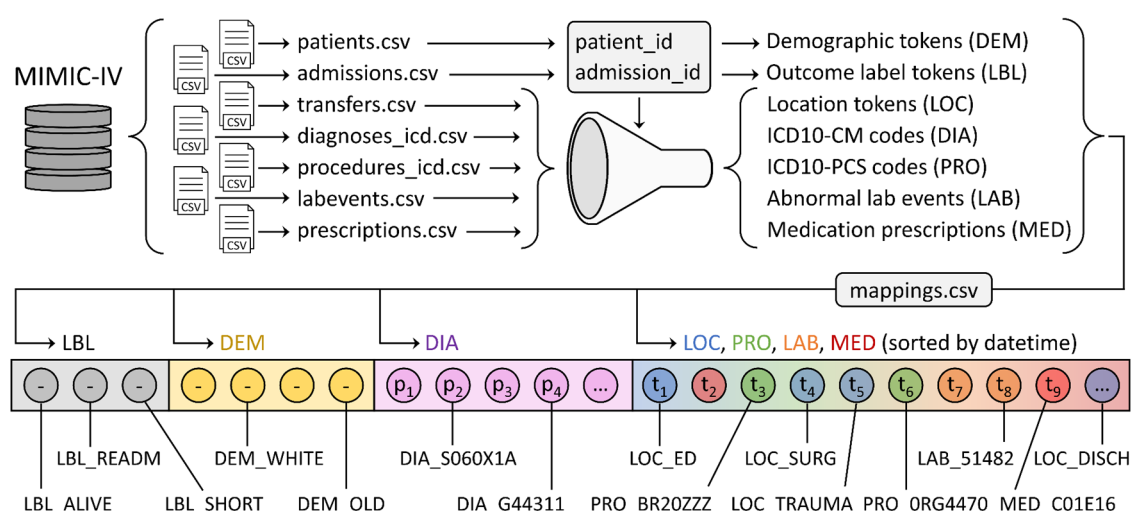 MIMIC-IV
CSV
CSV
CSV
CSV
CSV
CSV
CSV
patients.csv
admissions.csv
transfers.csv
diagnoses_icd.csv
procedures_icd.csv
labevents.csv
prescriptions.csv
patient_id
admission_id
Demographic tokens (DEM)
Outcome label tokens (LBL)
Location tokens (LOC)
ICD10-CM codes (DIA)
ICD10-PCS codes (PRO)
Abnormal lab events (LAB)
Medication prescriptions (MED)
mappings.csv
LBL
DEM
DIA
LOC, PRO, LAB, MED (sorted by datetime)
- - - - - - - p1 p2 p3 p4 ... t1 t2 t3 t4 t5 t6 t7 t8 t9 ...
LBL_READM DEM_WHITE DIA_S060X1A LOC_ED LOC_SURG LAB_51482 LOC_DISCH
LBL_ALIVE LBL_SHORT DEM_OLD DIA_G44311 PRO_BR20ZZZ LOC_TRAUMA PRO_0RG4470 MED_C01E16